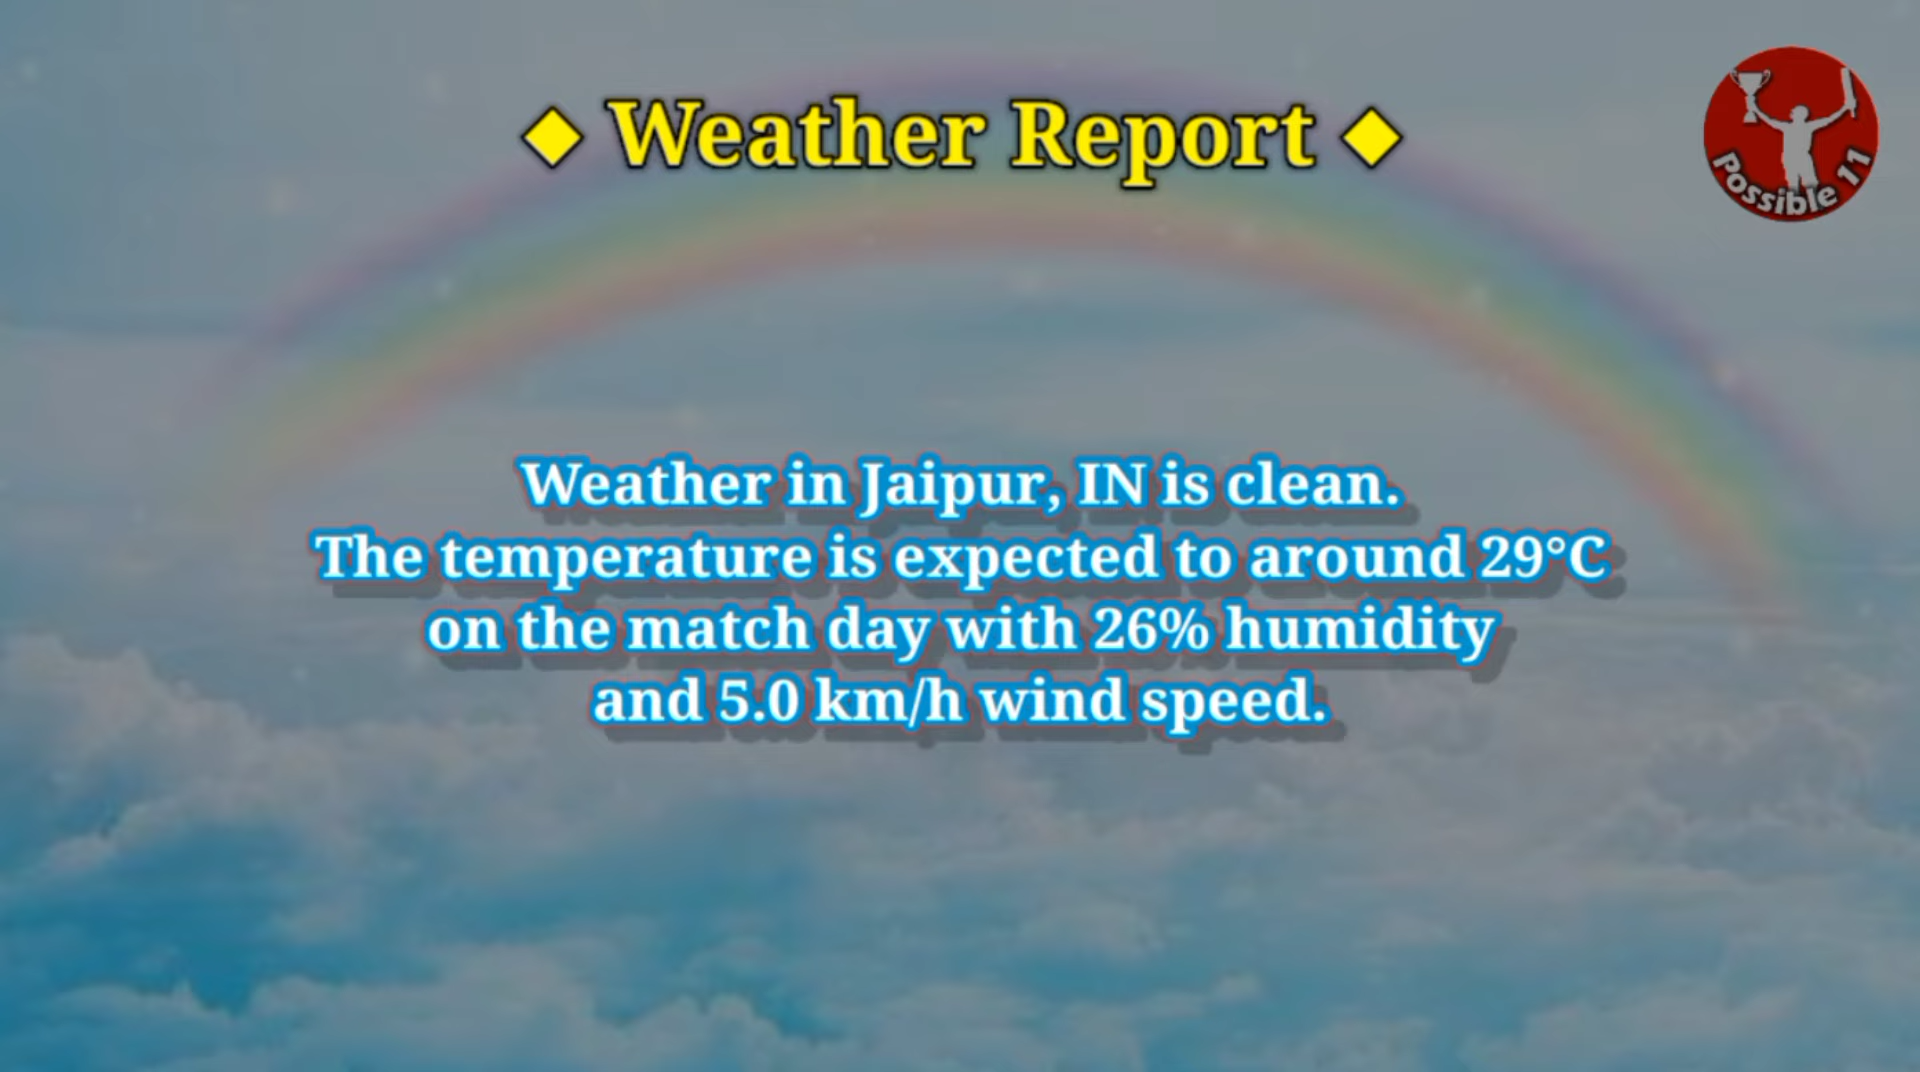 ◆ Weather Report ◆
Possible 11
Weather in Jaipur, IN is clean.
The temperature is expected to around 29°C
on the match day with 26% humidity
and 5.0 km/h wind speed.